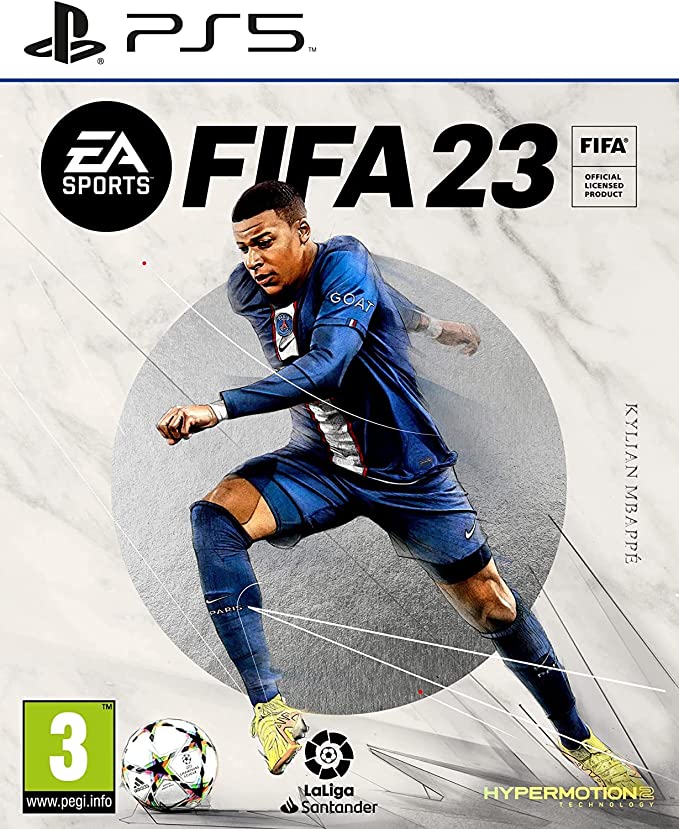 PS5
EA
SPORTS
FIFA 23
FIFA
OFFICIAL
LICENSED
PRODUCT
GOAT
KYLIAN MBAPPÉ
PARIS
3
www.pegi.info
LaLiga
Santander
HYPERMOTION2
TECHNOLOGY